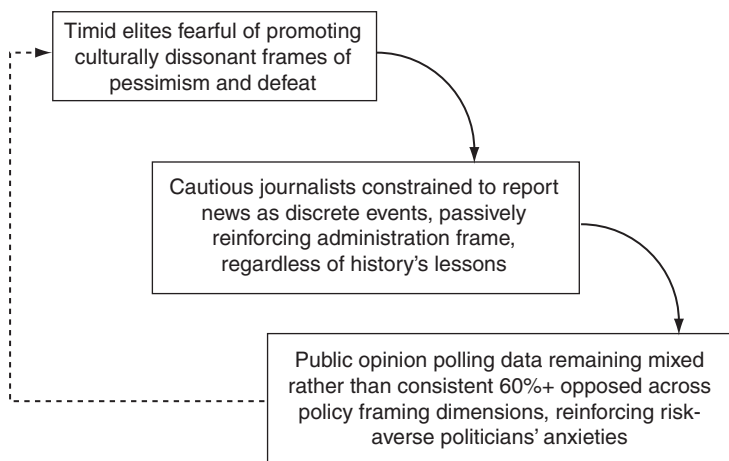 Timid elites fearful of promoting
culturally dissonant frames of
pessimism and defeat
Cautious journalists constrained to report
news as discrete events, passively
reinforcing administration frame,
regardless of history’s lessons
Public opinion polling data remaining mixed
rather than consistent 60%+ opposed across
policy framing dimensions, reinforcing risk-
averse politicians’ anxieties